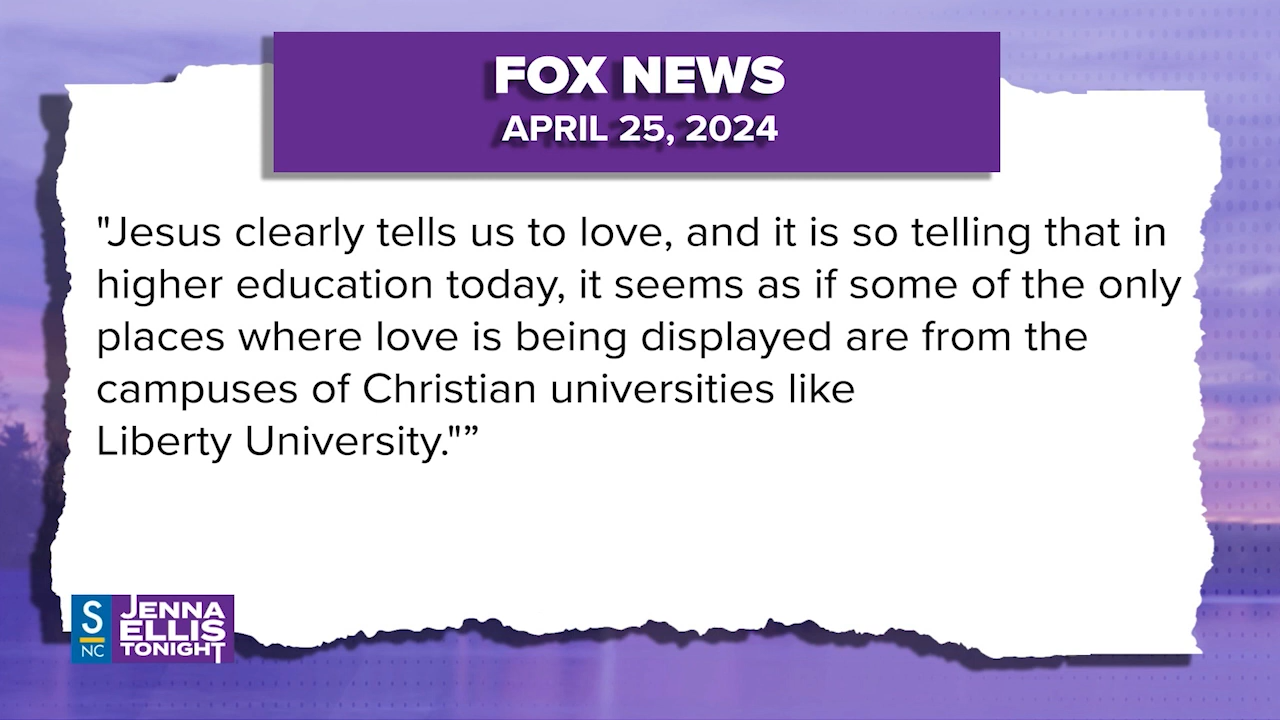 FOX NEWS
APRIL 25, 2024
"Jesus clearly tells us to love, and it is so telling that in
higher education today, it seems as if some of the only
places where love is being displayed are from the
campuses of Christian universities like
Liberty University."”
S
NC
JENNA
ELLIS
TONIGHT